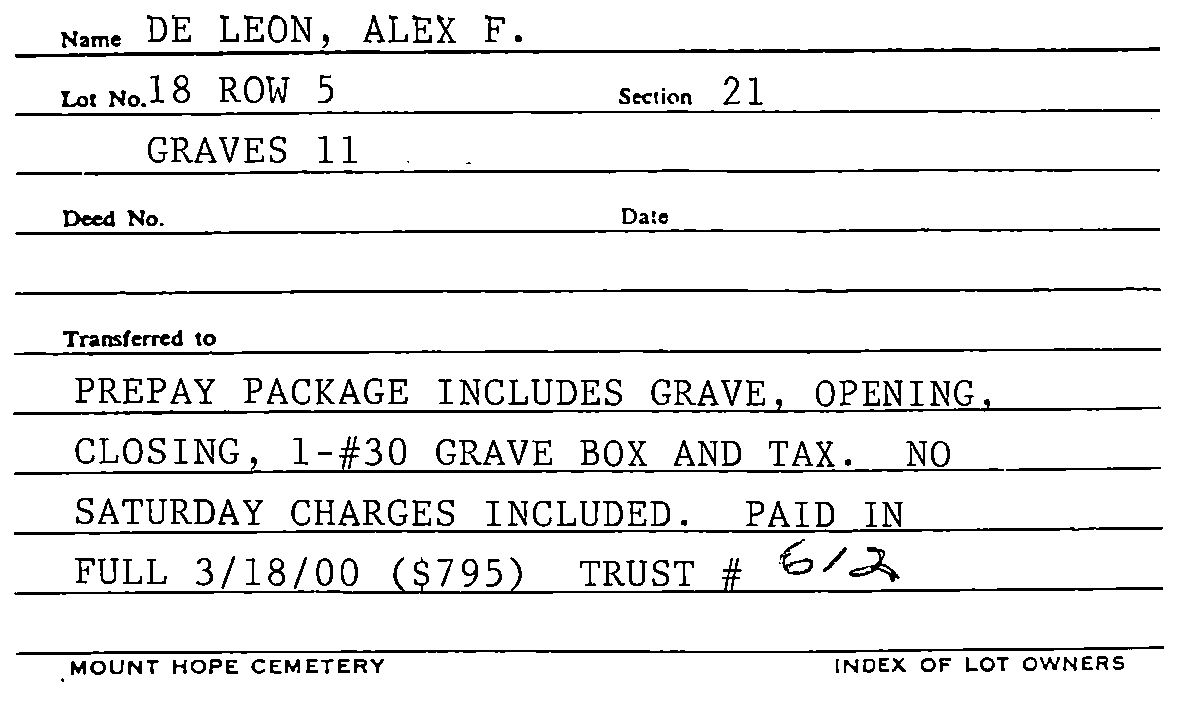 Name DE LEON, ALEX F.
Lot No. 18 ROW 5 Section 21
GRAVES 11
Deed No. Date
Transferred to
PREPAY PACKAGE INCLUDES GRAVE, OPENING,
CLOSING, 1-#30 GRAVE BOX AND TAX. NO
SATURDAY CHARGES INCLUDED. PAID IN
FULL 3/18/00 ($795) TRUST # 612
MOUNT HOPE CEMETERY INDEX OF LOT OWNERS